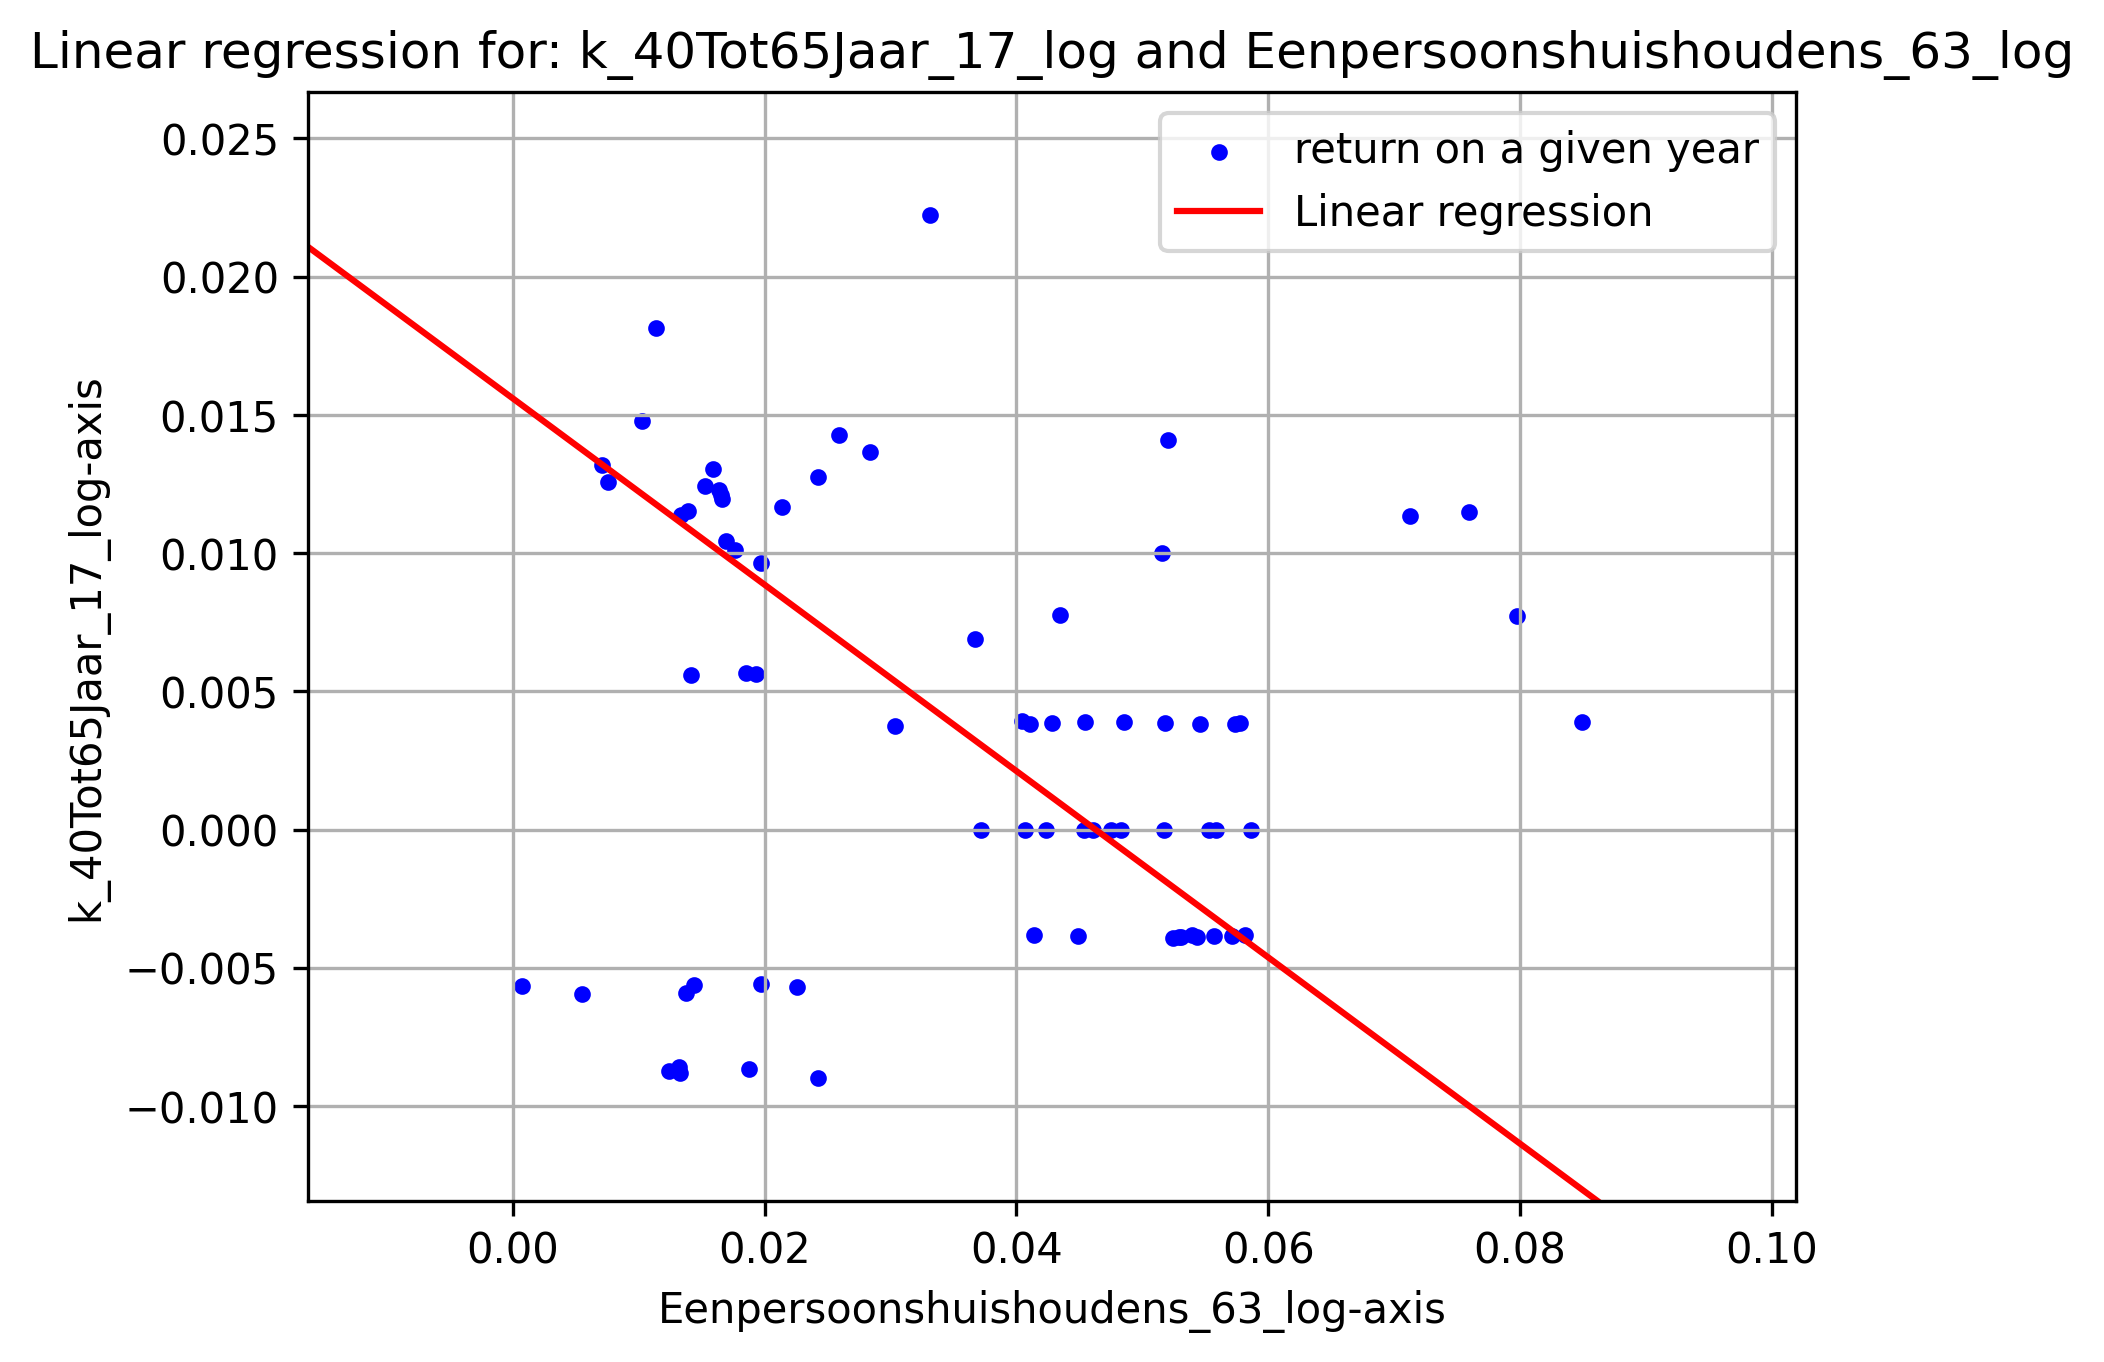 Linear regression for: k_40Tot65Jaar_17_log and Eenpersoonshuishoudens_63_log
return on a given year
Linear regression
0.025
0.020
0.015
0.010
0.005
0.000
−0.005
−0.010
k_40Tot65Jaar_17_log-axis
0.00 0.02 0.04 0.06 0.08 0.10
Eenpersoonshuishoudens_63_log-axis